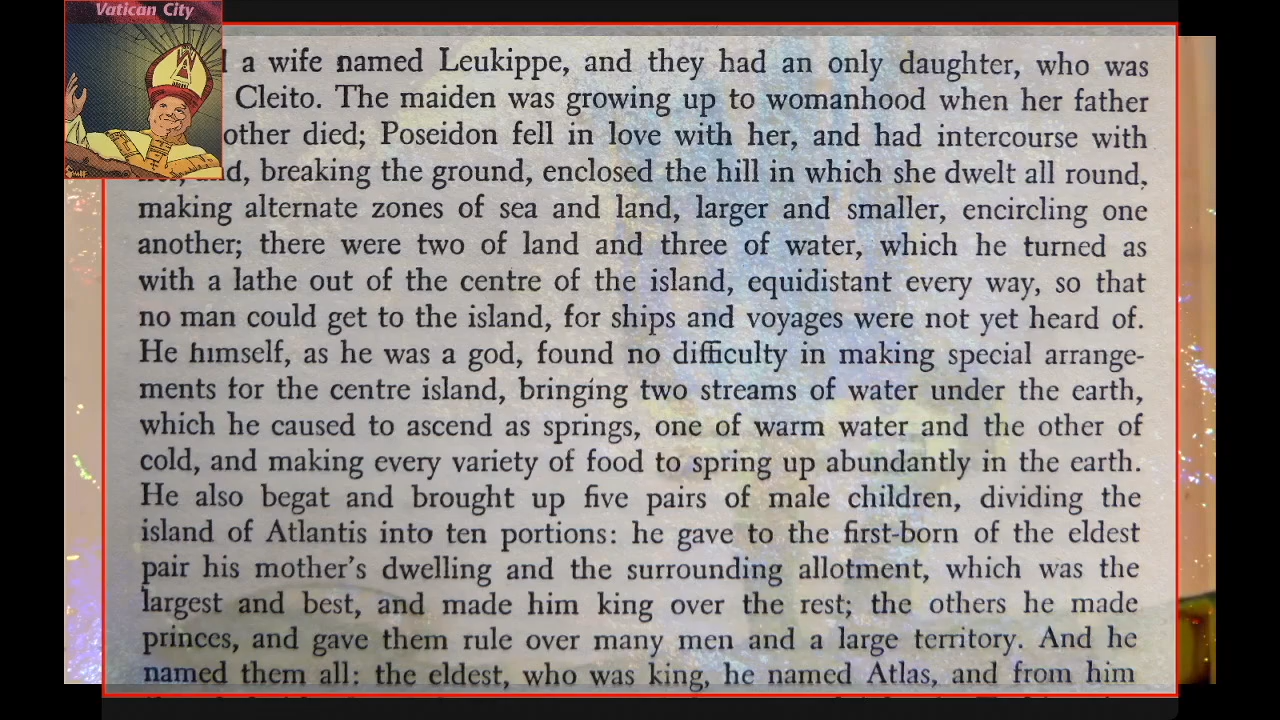 Vatican City
a wife named Leukippe, and they had an only daughter, who was
Cleito. The maiden was growing up to womanhood when her father
other died; Poseidon fell in love with her, and had intercourse with
breaking the ground, enclosed the hill in which she dwelt all round,
making alternate zones of sea and land, larger and smaller, encircling one
another; there were two of land and three of water, which he turned as
with a lathe out of the centre of the island, equidistant every way, so that
no man could get to the island, for ships and voyages were not yet heard of.
He himself, as he was a god, found no difficulty in making special arrange-
ments for the centre island, bringing two streams of water under the earth,
which he caused to ascend as springs, one of warm water and the other of
cold, and making every variety of food to spring up abundantly in the earth.
He also begat and brought up five pairs of male children, dividing the
island of Atlantis into ten portions: he gave to the first-born of the eldest
pair his mother's dwelling and the surrounding allotment, which was the
largest and best, and made him king over the rest; the others he made
princes, and gave them rule over many men and a large territory. And he
named them all: the eldest, who was king, he named Atlas, and from him